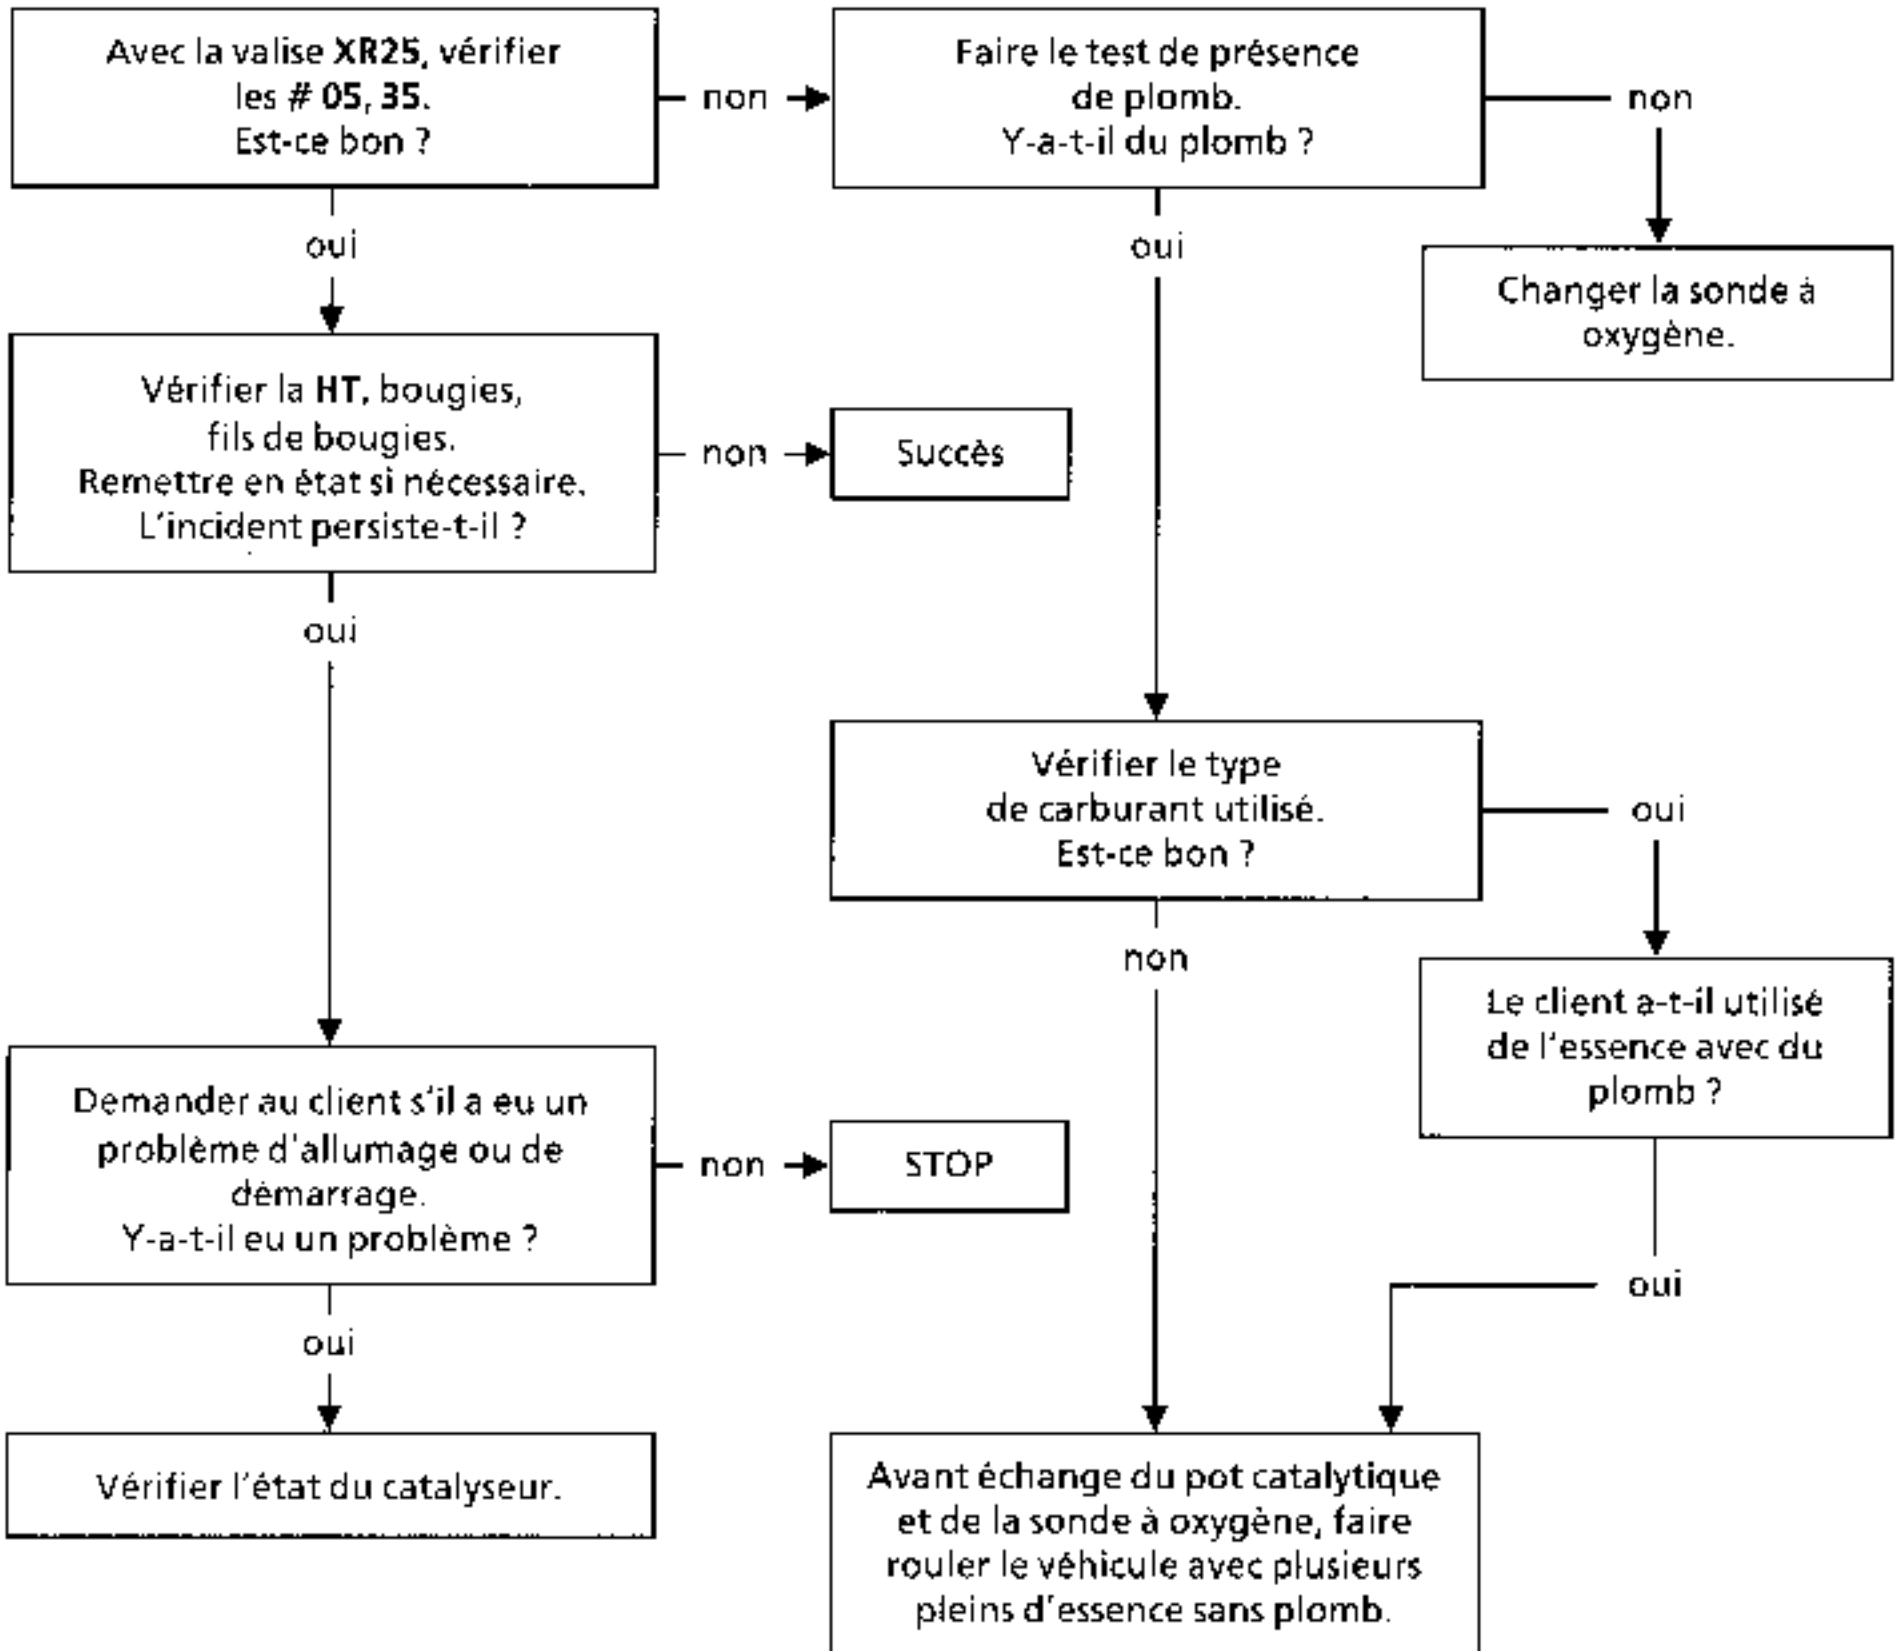 Avec la valise XR25, vérifier
les # 05, 35.
Est-ce bon ?
non
Faire le test de présence
de plomb.
Y-a-t-il du plomb ?
non
oui
oui
Changer la sonde à
oxygène.
Vérifier la HT, bougies,
fils de bougies.
Remettre en état si nécessaire.
L'incident persiste-t-il ?
non
Succès
oui
Vérifier le type
de carburant utilisé.
Est-ce bon ?
oui
non
Le client a-t-il utilisé
de l'essence avec du
plomb ?
Demander au client s'il a eu un
problème d'allumage ou de
démarrage.
Y-a-t-il eu un problème ?
non
STOP
oui
oui
Vérifier l'état du catalyseur.
Avant échange du pot catalytique
et de la sonde à oxygène, faire
rouler le véhicule avec plusieurs
pleins d'essence sans plomb.